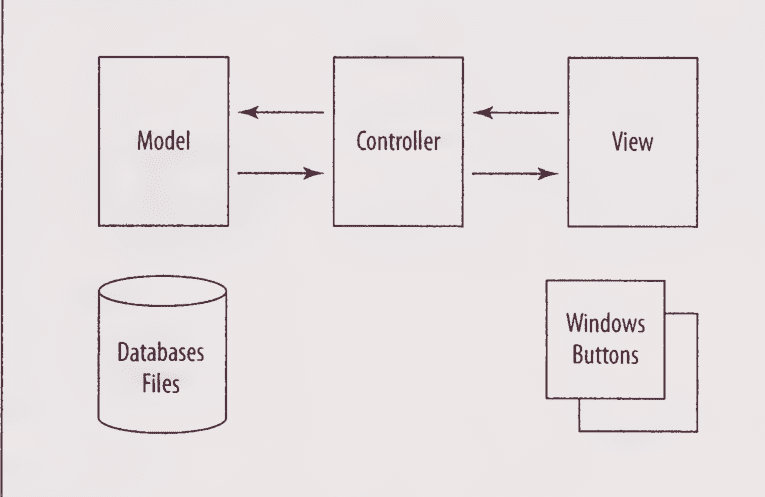 Model
Controller
View
Databases
Files
Windows
Buttons